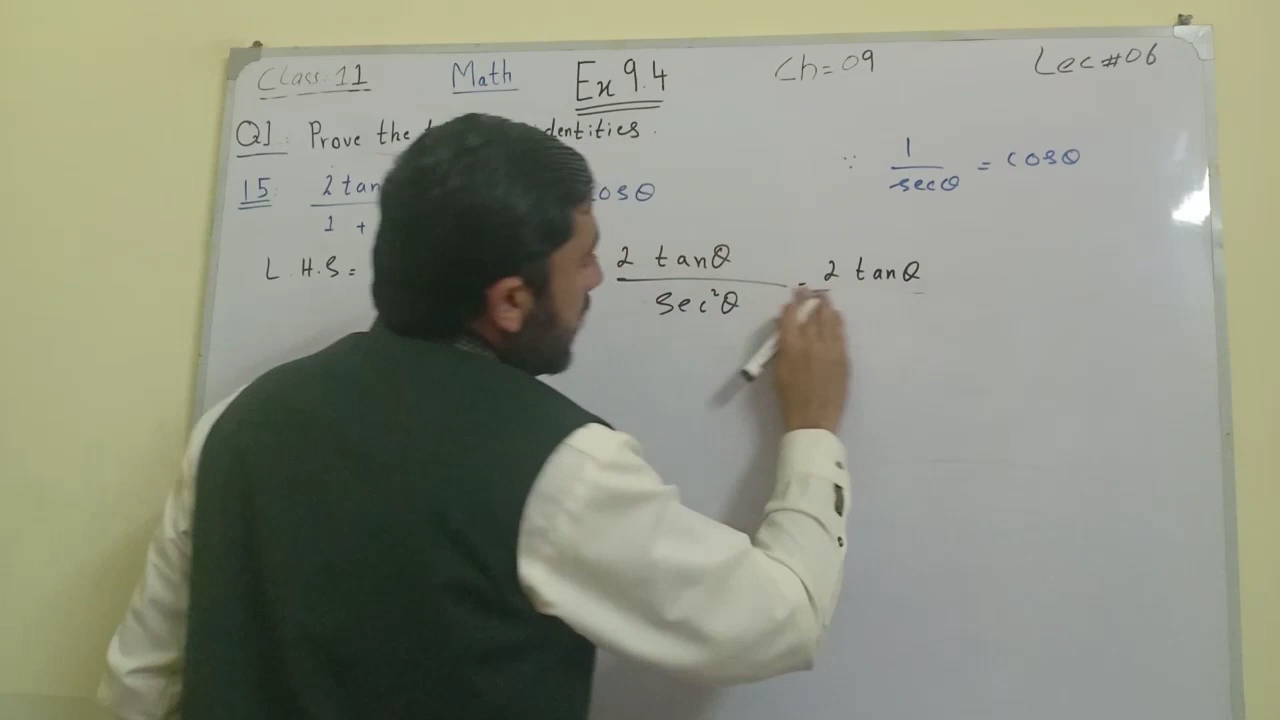 Class: 11 Math Ex 9.4 Ch = 09 Lec # 06
Q1: Prove the identities.
15: 2 tan cosθ
1 +
∵ 1/secθ = cosθ
L.H.S = 2 tanθ/sec²θ = 2 tanθ